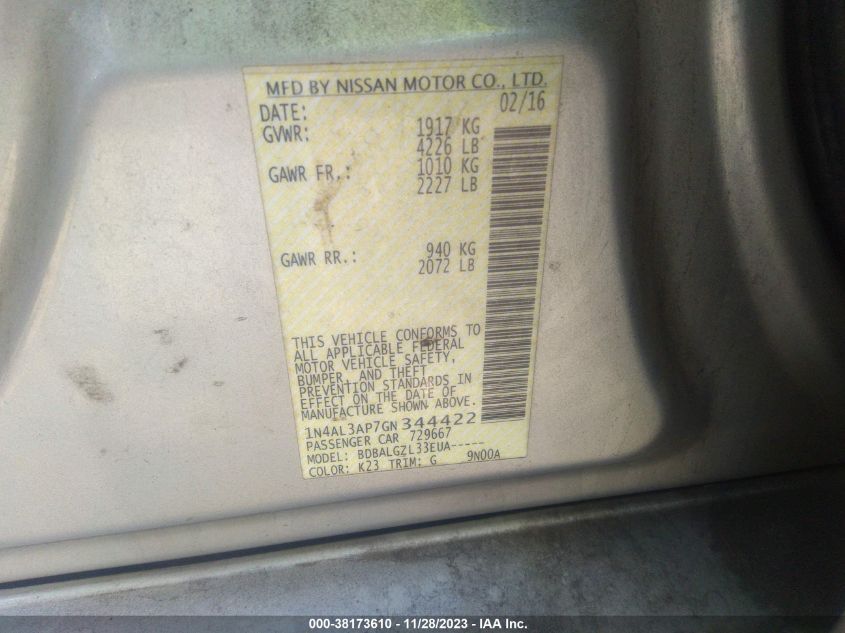 MFD BY NISSAN MOTOR CO., LTD.
DATE: 02/16
GVWR: 1917 KG
4226 LB
GAWR FR.: 1010 KG
2227 LB
GAWR RR.: 940 KG
2072 LB
THIS VEHICLE CONFORMS TO
ALL APPLICABLE FEDERAL
MOTOR VEHICLE SAFETY,
BUMPER, AND THEFT
PREVENTION STANDARDS IN
EFFECT ON THE DATE OF
MANUFACTURE SHOWN ABOVE.
1N4AL3AP7GN344422
PASSENGER CAR 729667
MODEL: BDBALGZL33EUA-----
COLOR: K23 TRIM: G 9N00A
000-38173610 - 11/28/2023 - IAA Inc.